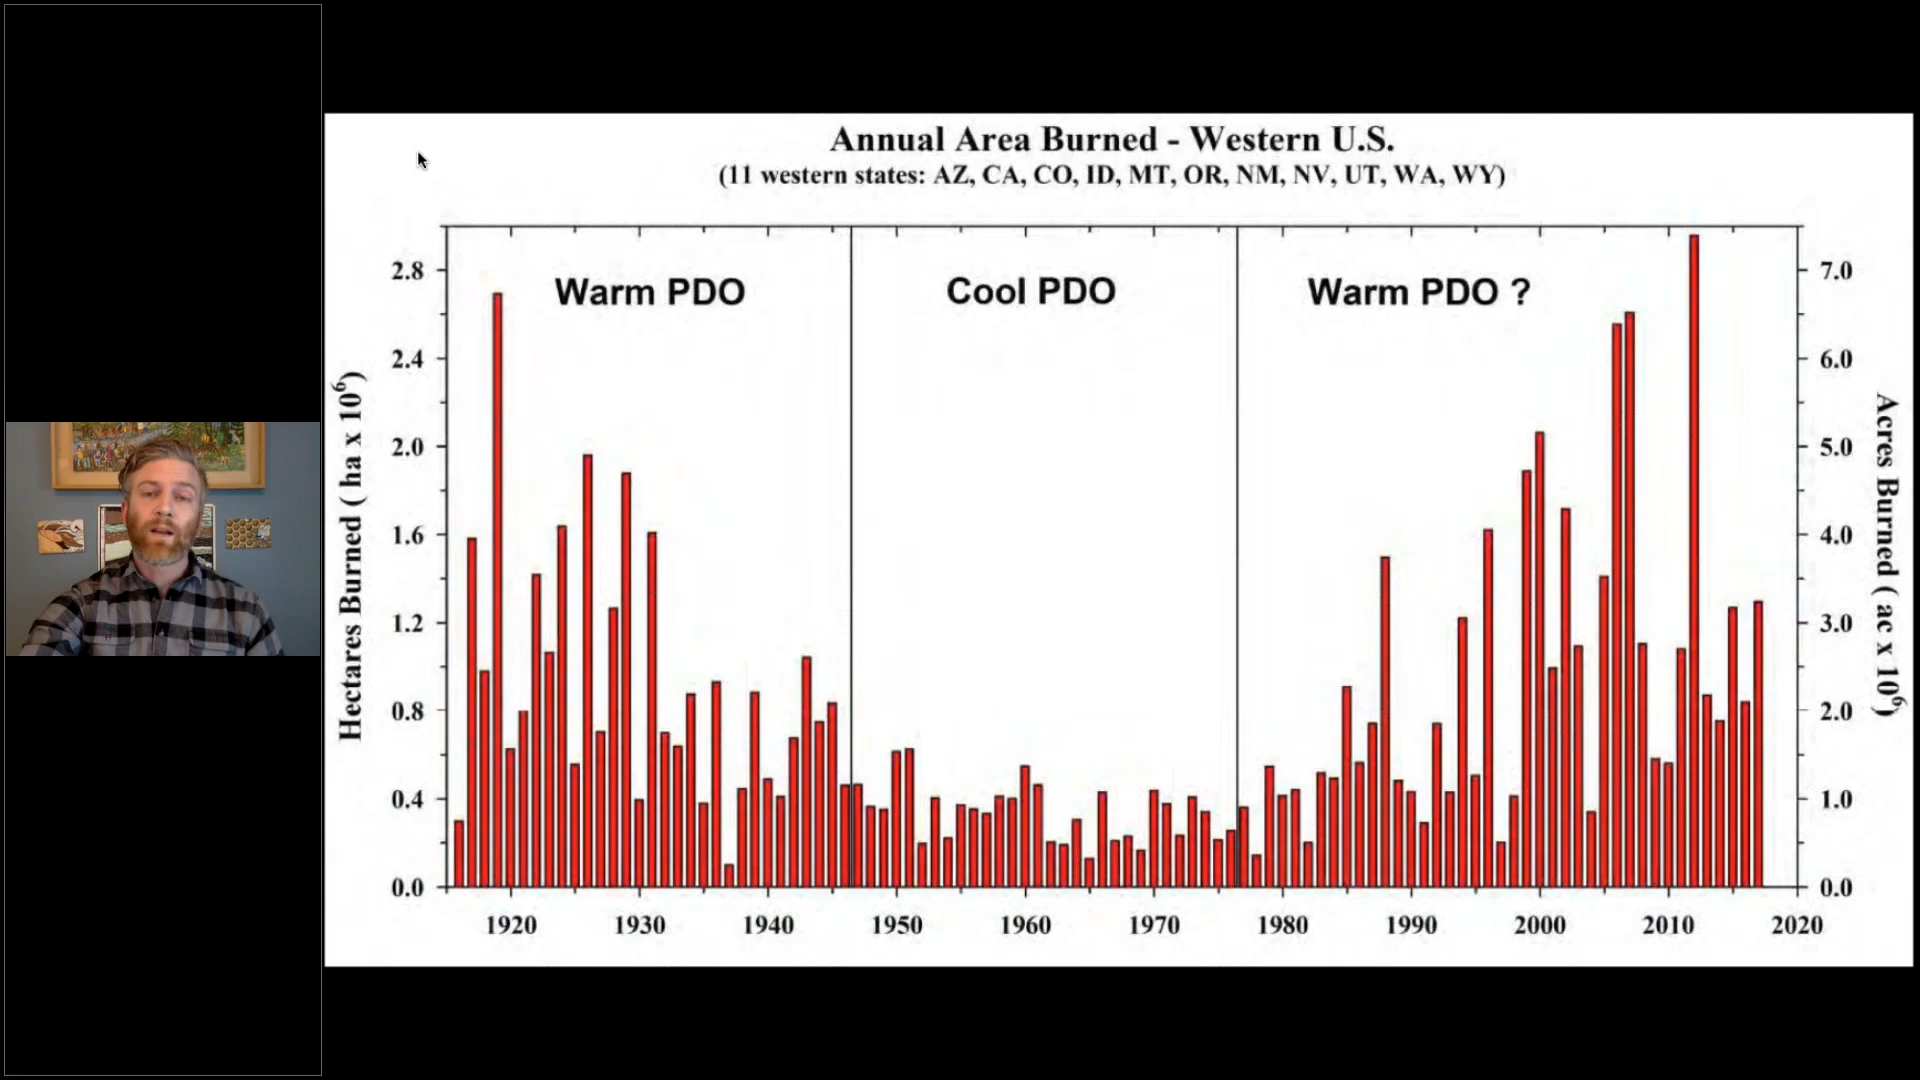 Annual Area Burned - Western U.S.
(11 western states: AZ, CA, CO, ID, MT, OR, NM, NV, UT, WA, WY)
Warm PDO
Cool PDO
Warm PDO ?
Hectares Burned ( ha x 10⁶)
2.8
2.4
2.0
1.6
1.2
0.8
0.4
0.0
7.0
6.0
5.0
4.0
3.0
2.0
1.0
0.0
Acres Burned ( ac x 10⁶)
1920 1930 1940 1950 1960 1970 1980 1990 2000 2010 2020